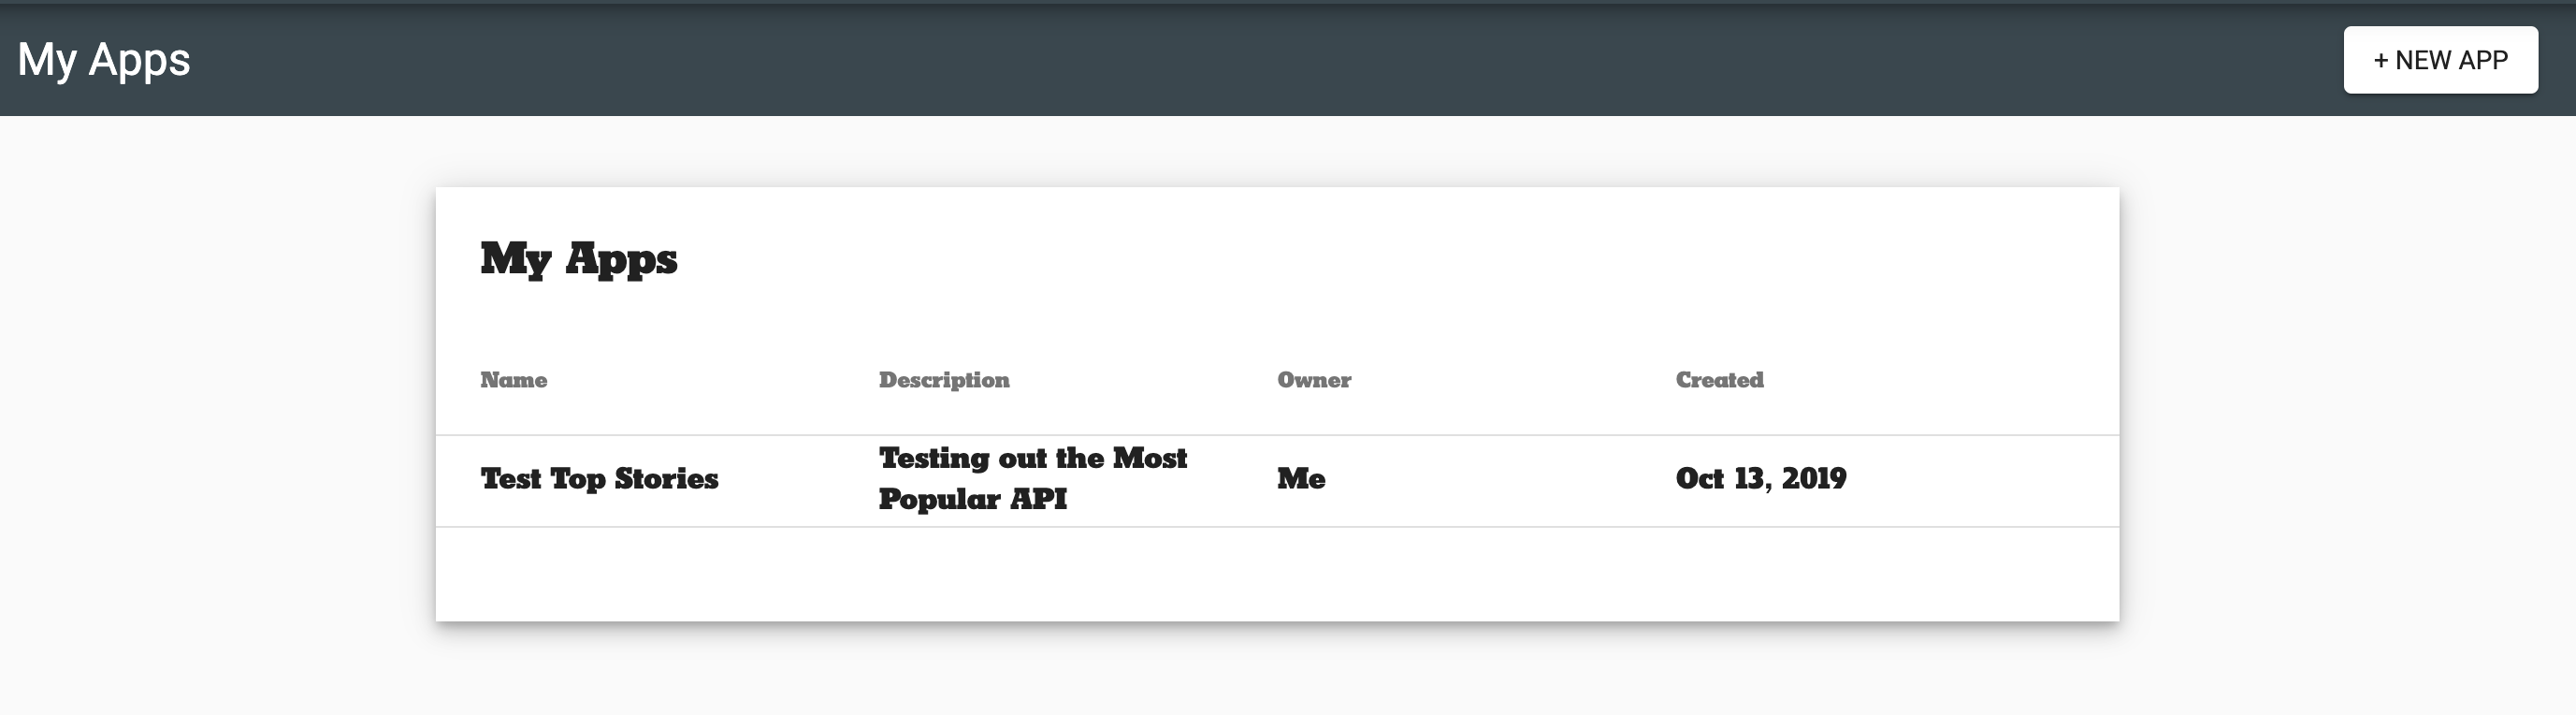 My Apps
+ NEW APP
My Apps
Name Description Owner Created
Test Top Stories Testing out the Most Popular API Me Oct 13, 2019